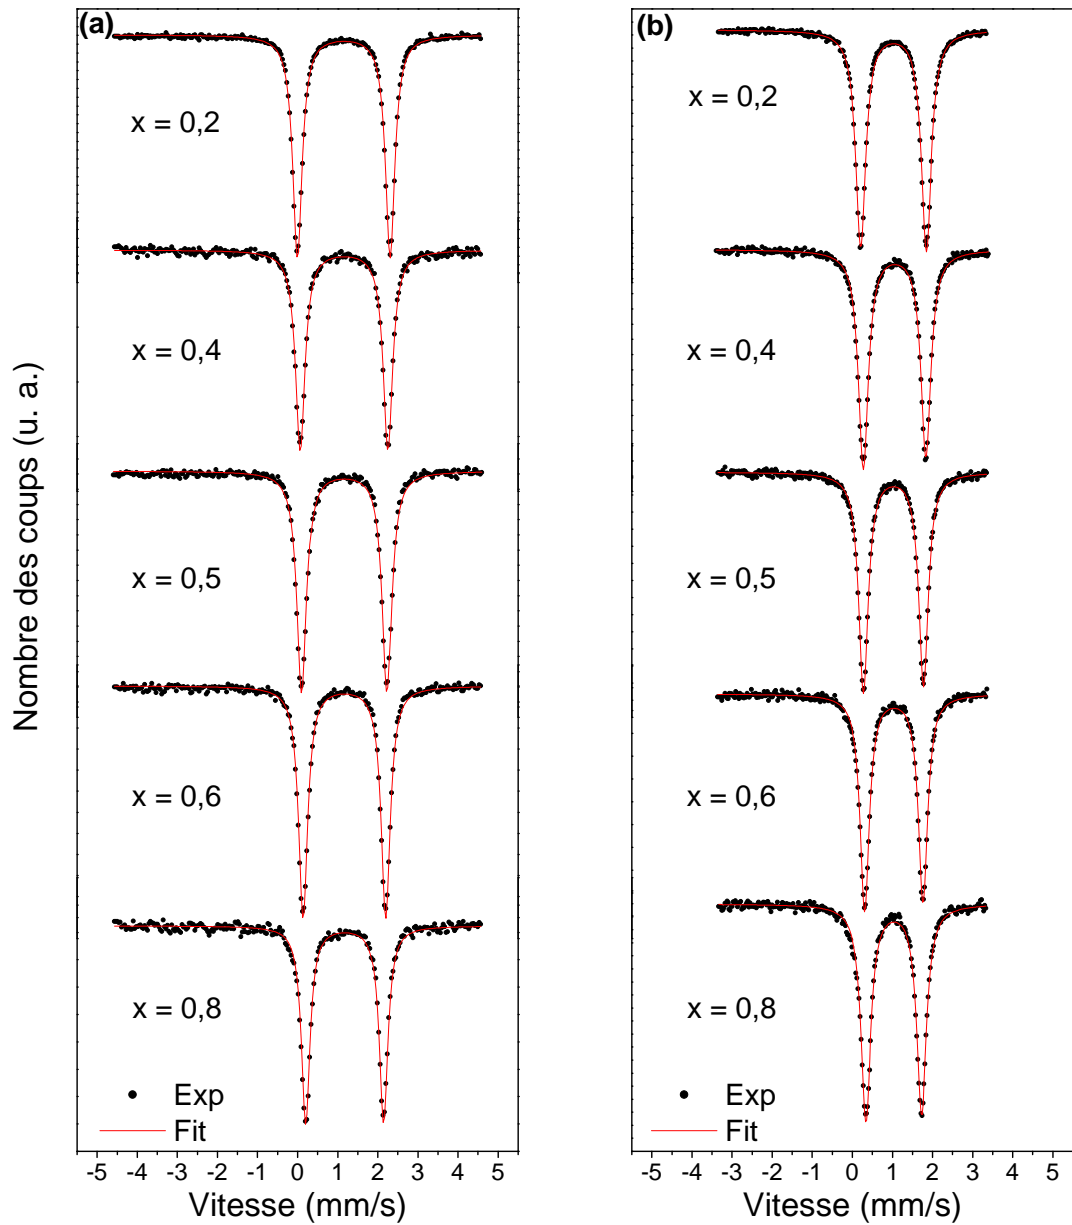 Nombre des coups (u. a.)
(a)
x = 0,2
x = 0,4
x = 0,5
x = 0,6
x = 0,8
Exp
Fit
-5 -4 -3 -2 -1 0 1 2 3 4 5
Vitesse (mm/s)
(b)
x = 0,2
x = 0,4
x = 0,5
x = 0,6
x = 0,8
Exp
Fit
-5 -4 -3 -2 -1 0 1 2 3 4 5
Vitesse (mm/s)